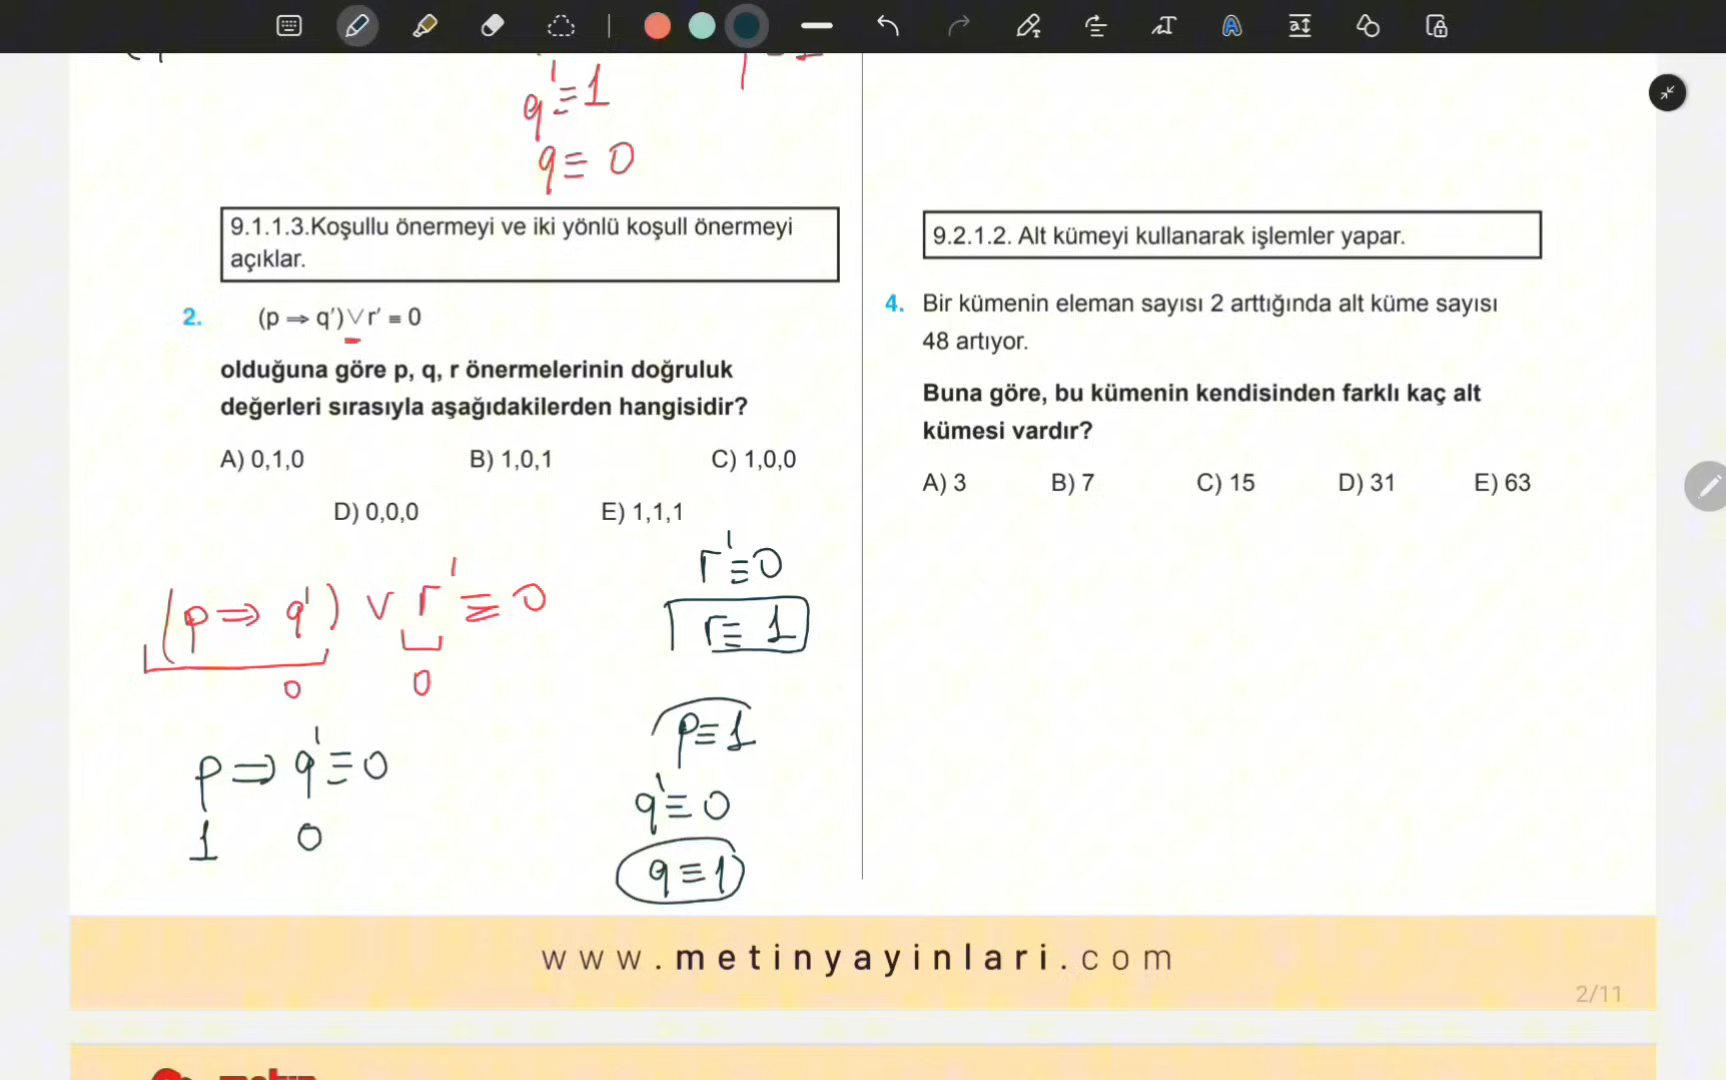 q' ≡ 1
q ≡ 0
9.1.1.3.Koşullu önermeyi ve iki yönlü koşull önermeyi
açıklar.
2. (p ⇒ q') ∨ r' ≡ 0
olduğuna göre p, q, r önermelerinin doğruluk
değerleri sırasıyla aşağıdakilerden hangisidir?
A) 0,1,0 B) 1,0,1 C) 1,0,0
D) 0,0,0 E) 1,1,1
(p ⇒ q') ∨ r' ≡ 0
0 0
p ⇒ q' ≡ 0
1 0
r' ≡ 0
r ≡ 1
p ≡ 1
q' ≡ 0
q ≡ 1
9.2.1.2. Alt kümeyi kullanarak işlemler yapar.
4. Bir kümenin eleman sayısı 2 arttığında alt küme sayısı
48 artıyor.
Buna göre, bu kümenin kendisinden farklı kaç alt
kümesi vardır?
A) 3 B) 7 C) 15 D) 31 E) 63
www.metinyayinlari.com
2/11